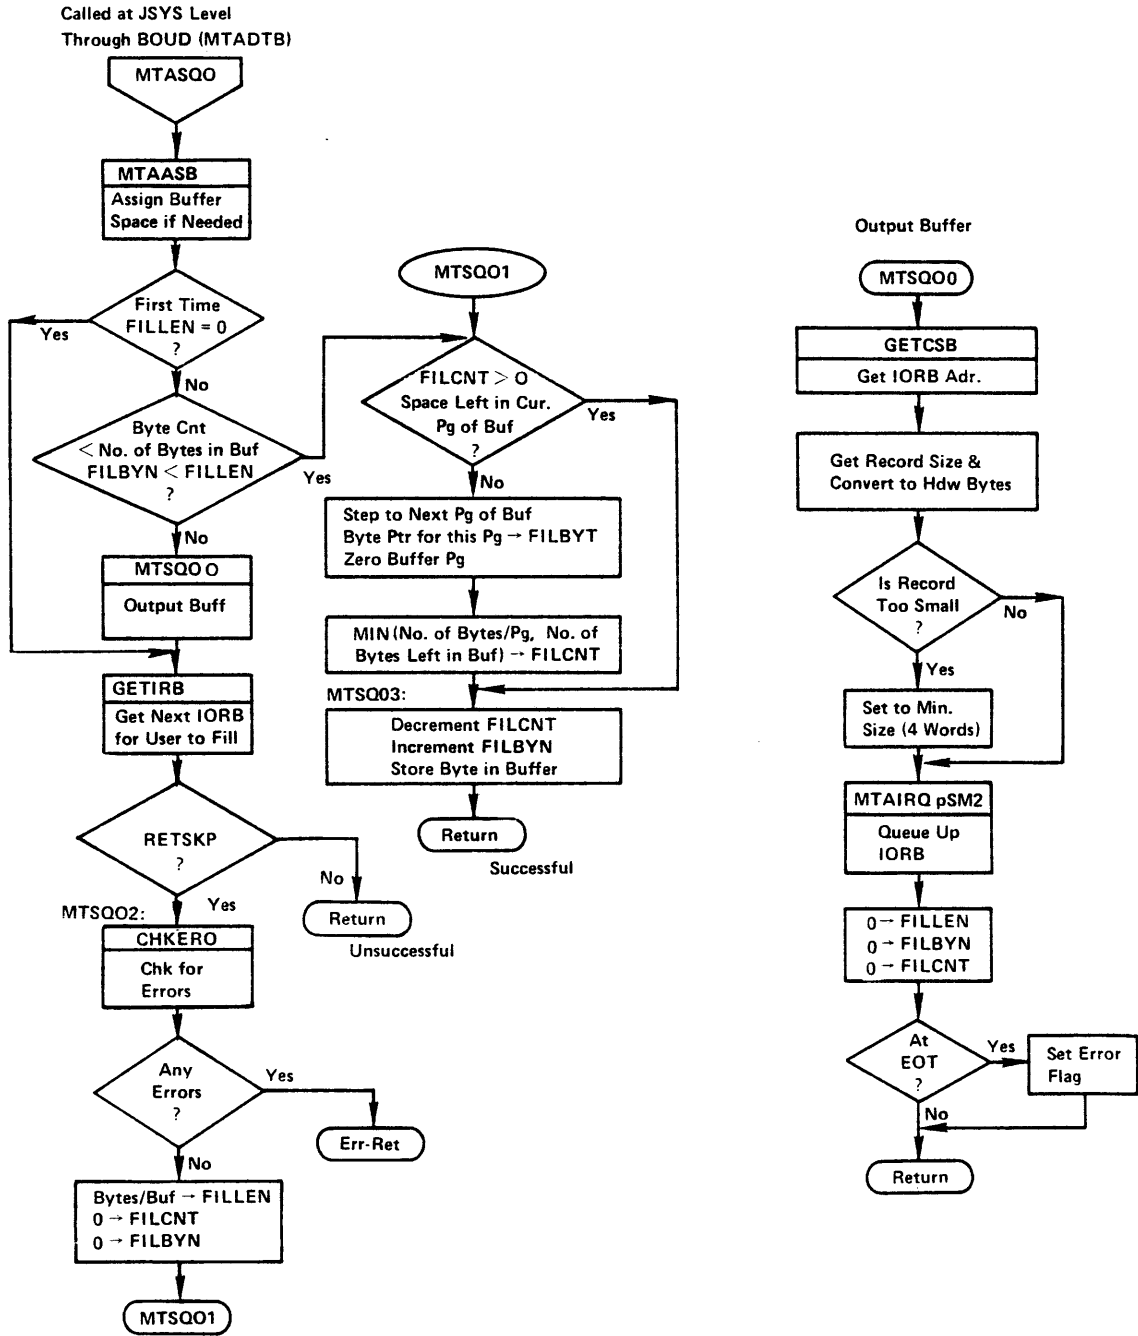 Called at JSYS Level
Through BOUD (MTADTB)
MTASQO
MTAASB
Assign Buffer
Space if Needed
First Time
FILLEN = 0
?
Yes
No
Byte Cnt
< No. of Bytes in Buf
FILBYN < FILLEN
?
Yes
No
MTSQO O
Output Buff
GETIRB
Get Next IORB
for User to Fill
RETSKP
?
No
Return
Unsuccessful
Yes
MTSQO2:
CHKERO
Chk for
Errors
Any
Errors
?
Yes
Err-Ret
No
Bytes/Buf → FILLEN
0 → FILCNT
0 → FILBYN
MTSQO1
MTSQO1
FILCNT > O
Space Left in Cur.
Pg of Buf
?
Yes
No
Step to Next Pg of Buf
Byte Ptr for this Pg → FILBYT
Zero Buffer Pg
MIN (No. of Bytes/Pg, No. of
Bytes Left in Buf) → FILCNT
MTSQ03:
Decrement FILCNT
Increment FILBYN
Store Byte in Buffer
Return
Successful
Output Buffer
MTSQO0
GETCSB
Get IORB Adr.
Get Record Size &
Convert to Hdw Bytes
Is Record
Too Small
?
No
Yes
Set to Min.
Size (4 Words)
MTAIRQ pSM2
Queue Up
IORB
0 → FILLEN
0 → FILBYN
0 → FILCNT
At
EOT
?
Yes
Set Error
Flag
No
Return